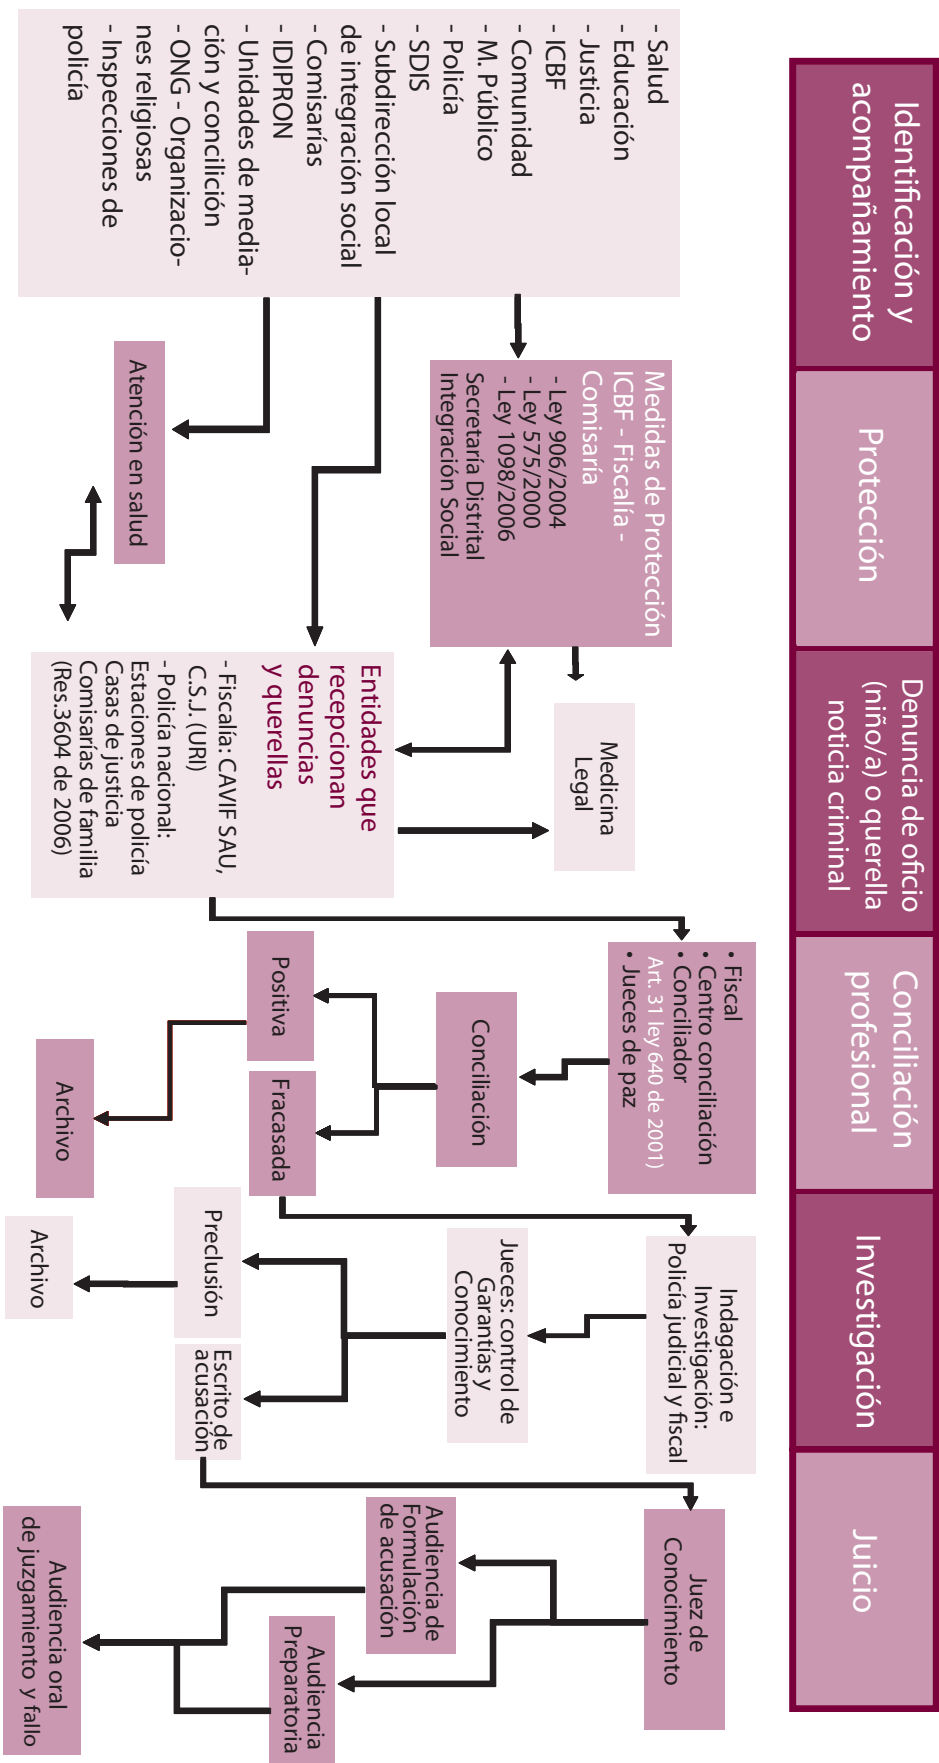 Identificación y
acompañamiento
Protección
Denuncia de oficio
(niño/a) o querella
noticia criminal
Conciliación
profesional
Investigación
Juicio
- Salud
- Educación
- Justicia
- ICBF
- Comunidad
- M. Público
- Policía
- SDIS
- Subdirección local
de integración social
- Comisarías
- IDIPRON
- Unidades de media-
ción y concilición
- ONG - Organizacio-
nes religiosas
- Inspecciones de
policía
Medidas de Protección
ICBF - Fiscalía -
Comisaría
- Ley 906/2004
- Ley 575/2000
- Ley 1098/2006
Secretaría Distrital
Integración Social
Atención en salud
Medicina
Legal
Entidades que
recepcionan
denuncias
y querellas
- Fiscalía: CAVIF SAU,
C.S.J. (URI)
- Policía nacional:
Estaciones de policía
Casas de justicia
Comisarías de familia
(Res.3604 de 2006)
• Fiscal
• Centro conciliación
• Conciliador
Art. 31 ley 640 de 2001)
• Jueces de paz
Conciliación
Positiva
Fracasada
Archivo
Indagación e
Investigación:
Policía judicial y fiscal
Juecés: control de
Garantías y
Conocimiento
Preclusión
Escrito de
acusación
Archivo
Juez de
Conocimiento
Audiencia de
Formulación
de acusación
Audiencia
Preparatoria
Audiencia oral
de juzgamiento y fallo